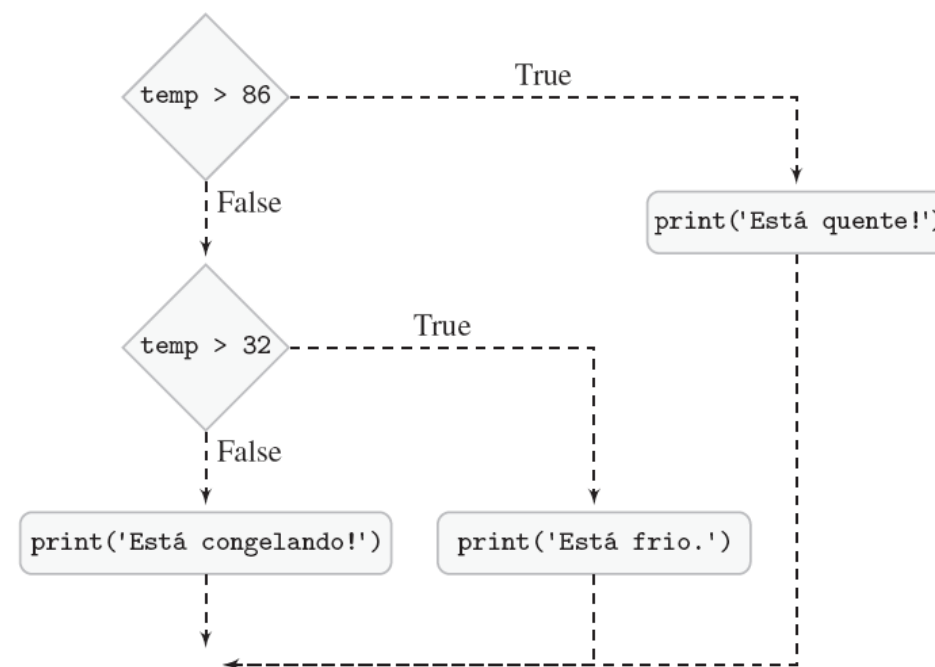 temp > 86
True
False
print('Está quente!')
temp > 32
True
False
print('Está congelando!')
print('Está frio.')